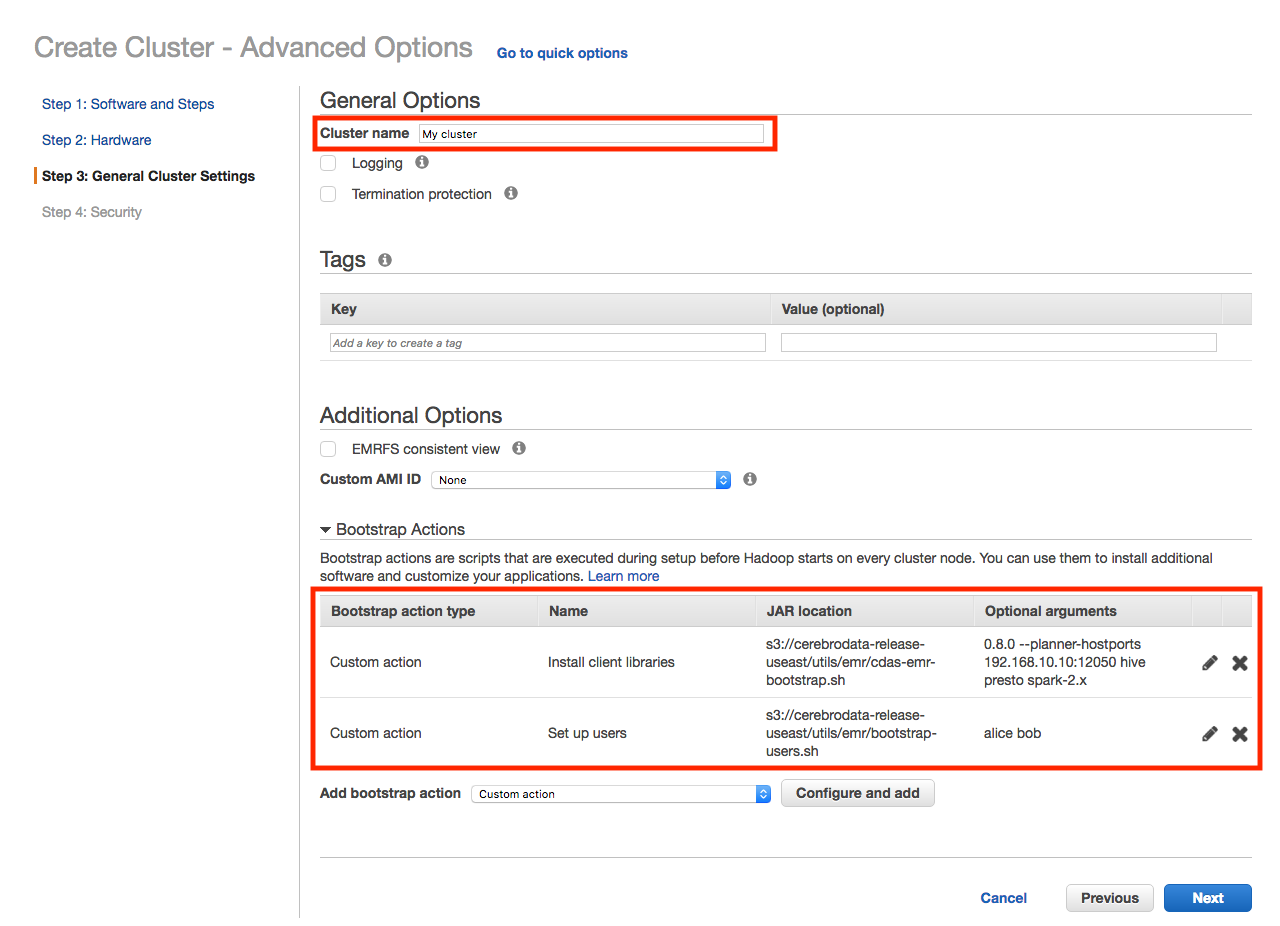 Create Cluster - Advanced Options Go to quick options
Step 1: Software and Steps
Step 2: Hardware
Step 3: General Cluster Settings
Step 4: Security
General Options
Cluster name My cluster
Logging
Termination protection
Tags
Key Value (optional)
Add a key to create a tag
Additional Options
EMRFS consistent view
Custom AMI ID None
Bootstrap Actions
Bootstrap actions are scripts that are executed during setup before Hadoop starts on every cluster node. You can use them to install additional
software and customize your applications. Learn more
Bootstrap action type Name JAR location Optional arguments
Custom action
Install client libraries
s3://cerebrodata-release-
useast/utils/emr/cdas-emr-
bootstrap.sh
0.8.0 --planner-hostports
192.168.10.10:12050 hive
presto spark-2.x
Custom action
Set up users
s3://cerebrodata-release-
useast/utils/emr/bootstrap-
users.sh
alice bob
Add bootstrap action Custom action Configure and add
Cancel Previous Next